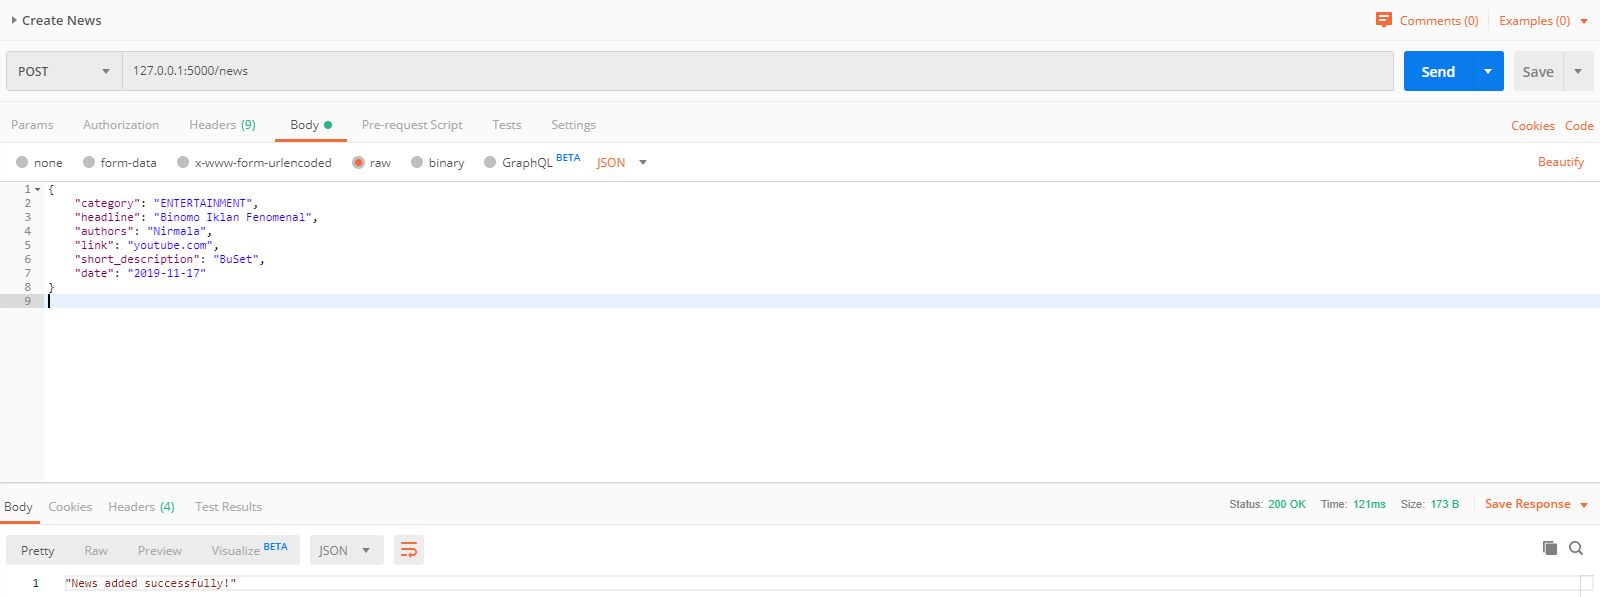 Create News
Comments (0) Examples (0)
POST 127.0.0.1:5000/news Send Save
Params Authorization Headers (9) Body Pre-request Script Tests Settings Cookies Code
none form-data x-www-form-urlencoded raw binary GraphQL BETA JSON Beautify
1 {
2 "category": "ENTERTAINMENT",
3 "headline": "Binomo Iklan Fenomenal",
4 "authors": "Nirmala",
5 "link": "youtube.com",
6 "short_description": "BuSet",
7 "date": "2019-11-17"
8 }
9
Body Cookies Headers (4) Test Results Status: 200 OK Time: 121ms Size: 173 B Save Response
Pretty Raw Preview Visualize BETA JSON
1 "News added successfully!"